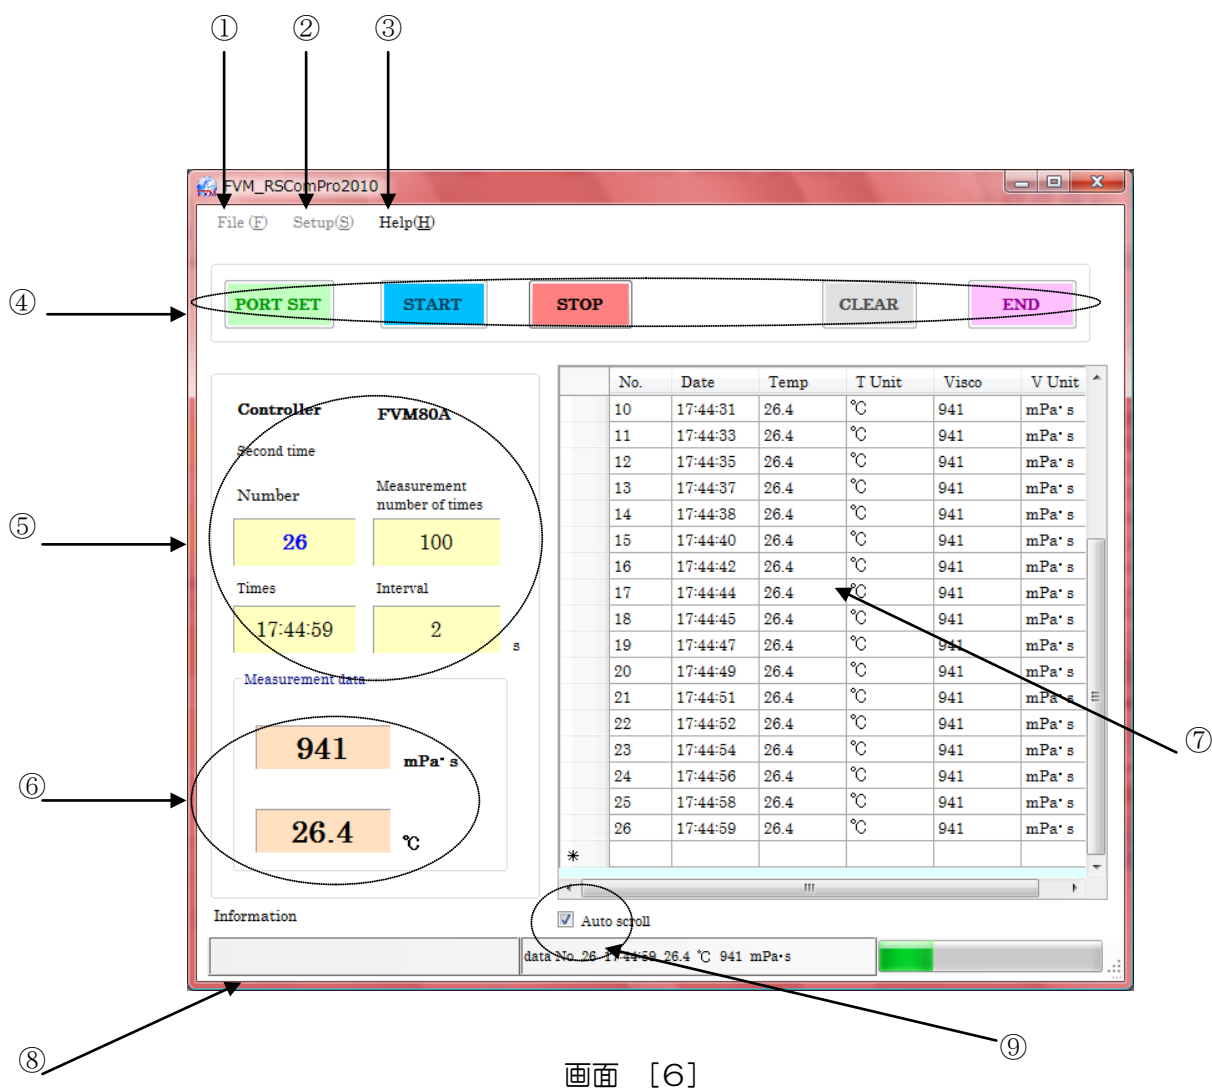 ① ② ③
FVM_RSComPro2010
File (F) Setup(S) Help(H)
④
PORT SET START STOP CLEAR END
No. Date Temp T Unit Visco V Unit
10 17:44:31 26.4 ℃ 941 mPa･s
11 17:44:33 26.4 ℃ 941 mPa･s
12 17:44:35 26.4 ℃ 941 mPa･s
13 17:44:37 26.4 ℃ 941 mPa･s
14 17:44:38 26.4 ℃ 941 mPa･s
15 17:44:40 26.4 ℃ 941 mPa･s
16 17:44:42 26.4 ℃ 941 mPa･s
17 17:44:44 26.4 ℃ 941 mPa･s
18 17:44:45 26.4 ℃ 941 mPa･s
19 17:44:47 26.4 ℃ 941 mPa･s
20 17:44:49 26.4 ℃ 941 mPa･s
21 17:44:51 26.4 ℃ 941 mPa･s
22 17:44:52 26.4 ℃ 941 mPa･s
23 17:44:54 26.4 ℃ 941 mPa･s
24 17:44:56 26.4 ℃ 941 mPa･s
25 17:44:58 26.4 ℃ 941 mPa･s
26 17:44:59 26.4 ℃ 941 mPa･s
*
Controller FVM80A
Second time
Number
Measurement
number of times
⑤
26 100
Times Interval
17:44:59 2 s
Measurement data
941 mPa･s
⑥
26.4 ℃
⑦
Information
Auto scroll
data No. 26 17:44:59 26.4 ℃ 941 mPa･s
⑧
⑨
画面 [6]